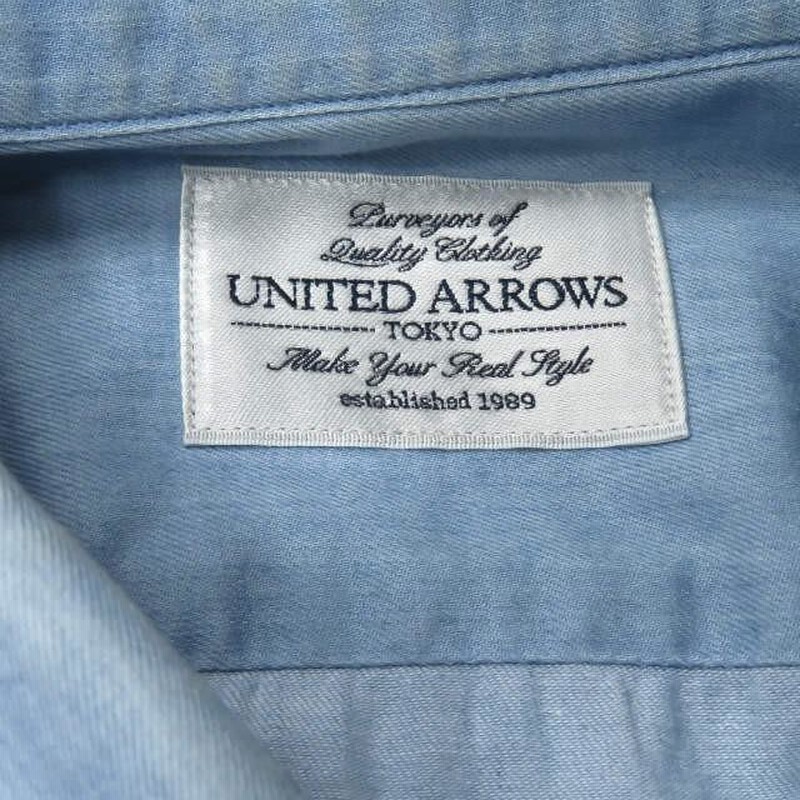 Purveyors of
Quality Clothing
UNITED ARROWS
TOKYO
Make Your Real Style
established 1989